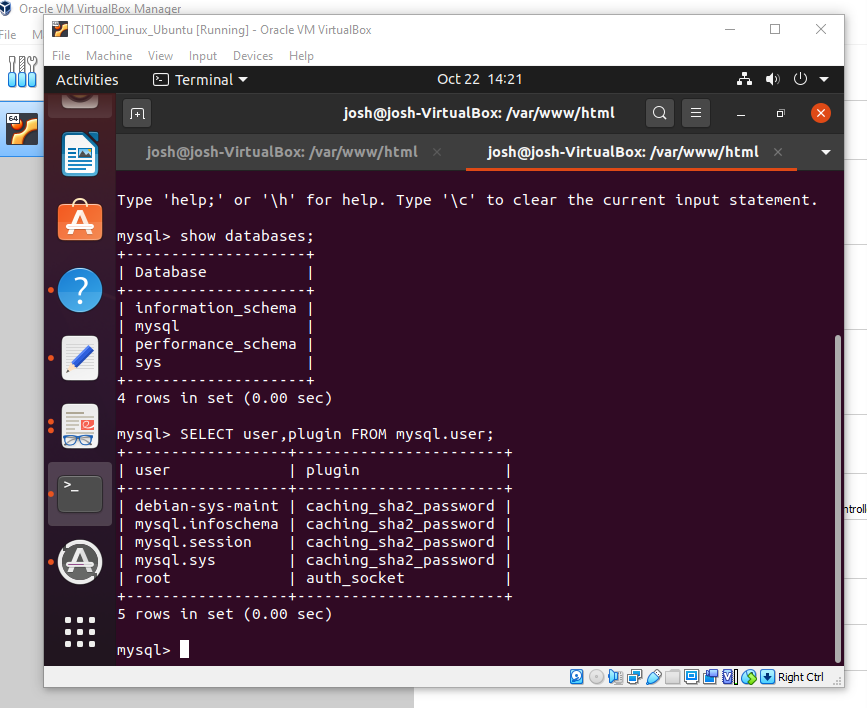 Oracle VM VirtualBox Manager
File M
CIT1000_Linux_Ubuntu [Running] - Oracle VM VirtualBox
File Machine View Input Devices Help
Activities Terminal Oct 22 14:21
64
josh@josh-VirtualBox: /var/www/html
josh@josh-VirtualBox: /var/www/html × josh@josh-VirtualBox: /var/www/html ×
Type 'help;' or '\h' for help. Type '\c' to clear the current input statement.
mysql> show databases;
+--------------------+
| Database           |
+--------------------+
| information_schema |
| mysql              |
| performance_schema |
| sys                |
+--------------------+
4 rows in set (0.00 sec)
mysql> SELECT user,plugin FROM mysql.user;
+------------------+-----------------------+
| user             | plugin                |
+------------------+-----------------------+
| debian-sys-maint | caching_sha2_password |
| mysql.infoschema | caching_sha2_password |
| mysql.session    | caching_sha2_password |
| mysql.sys        | caching_sha2_password |
| root             | auth_socket           |
+------------------+-----------------------+
5 rows in set (0.00 sec)
mysql>
ntroll
Right Ctrl